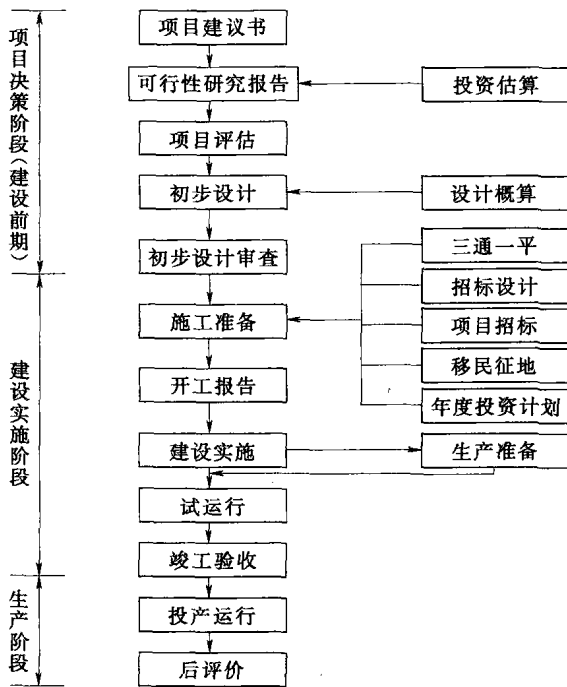 项目决策阶段(建设前期)
建设实施阶段
生产阶段
项目建议书
可行性研究报告
投资估算
项目评估
初步设计
设计概算
初步设计审查
三通一平
招标设计
施工准备
项目招标
移民征地
开工报告
年度投资计划
建设实施
生产准备
试运行
竣工验收
投产运行
后评价